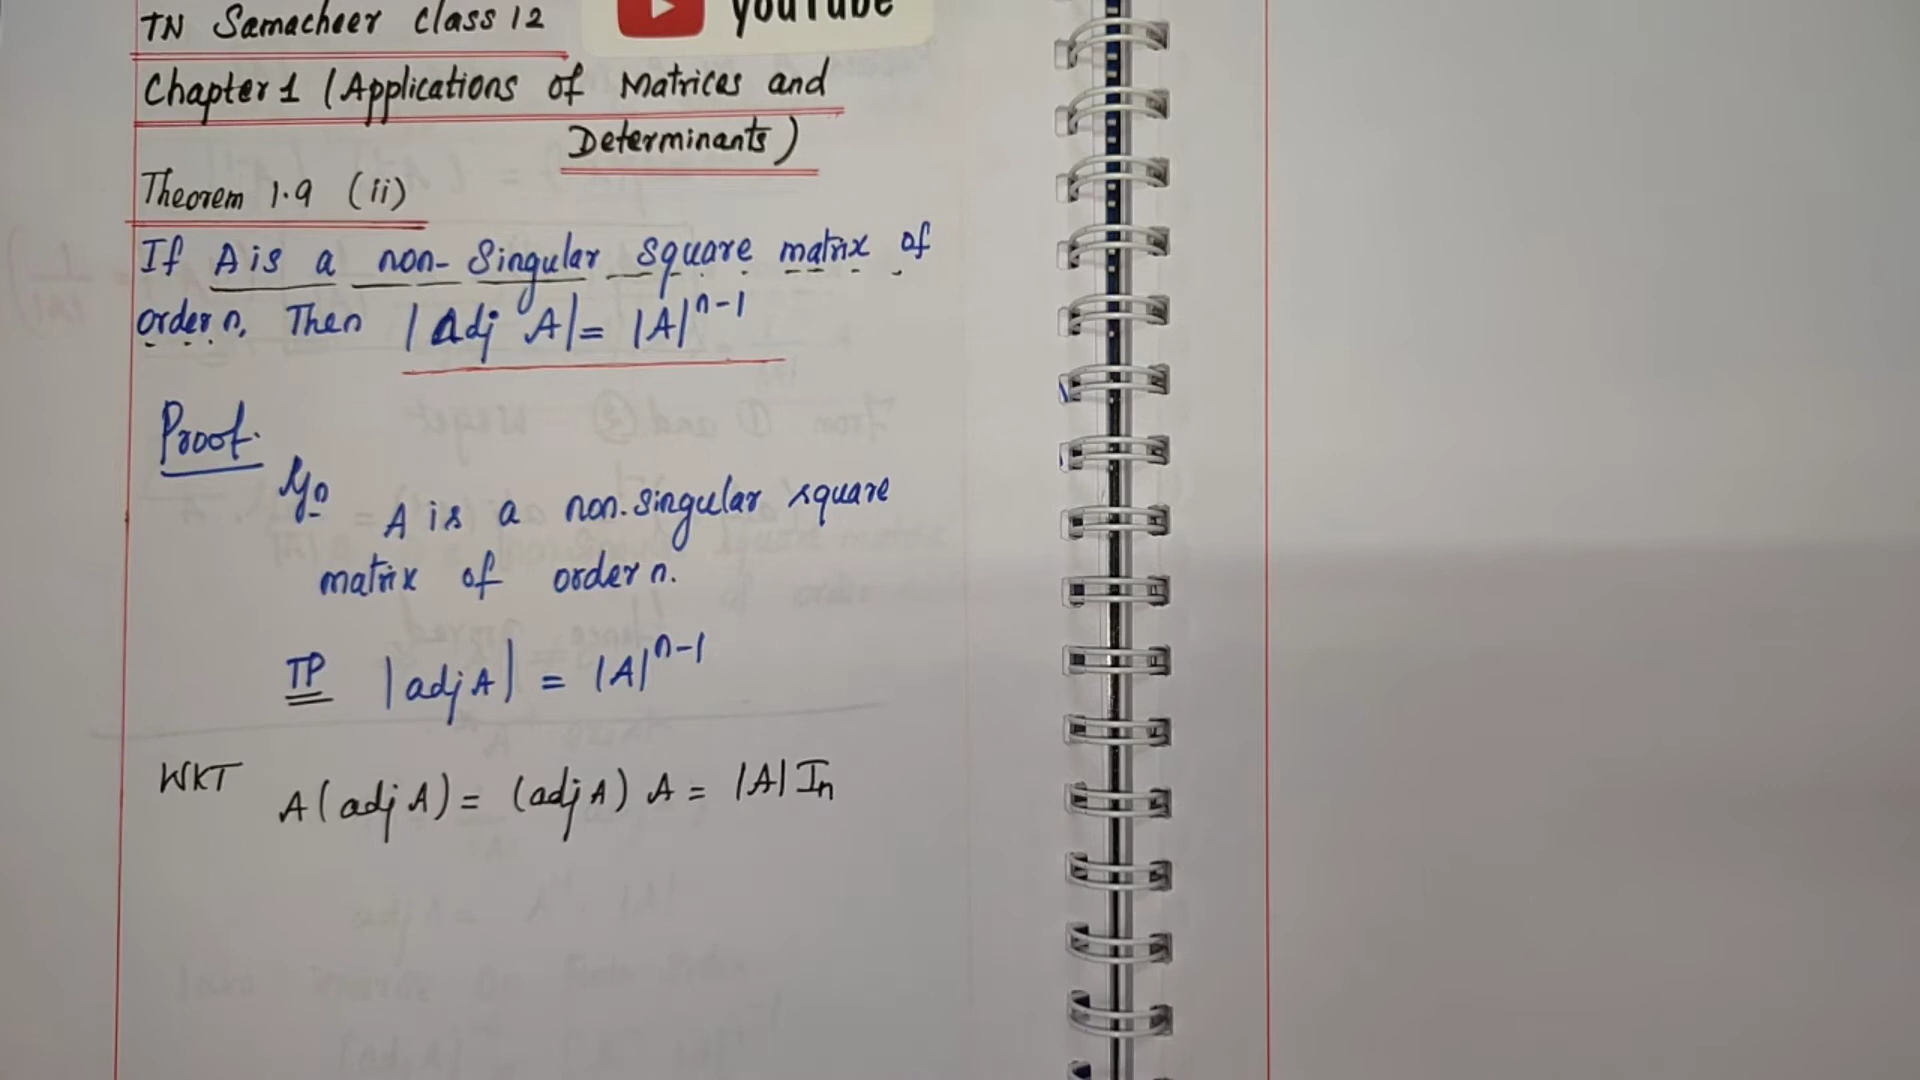 TN Samacheer Class 12
YouTube
Chapter 1 (Applications of Matrices and
Determinants)
Theorem 1.9 (ii)
If A is a non-Singular square matrix of
order n, Then |Adj A| = |A|^{n-1}
Proof.
A is a non-singular square
matrix of order n.
TP |adj A| = |A|^{n-1}
WKT A(adj A) = (adj A) A = |A| In